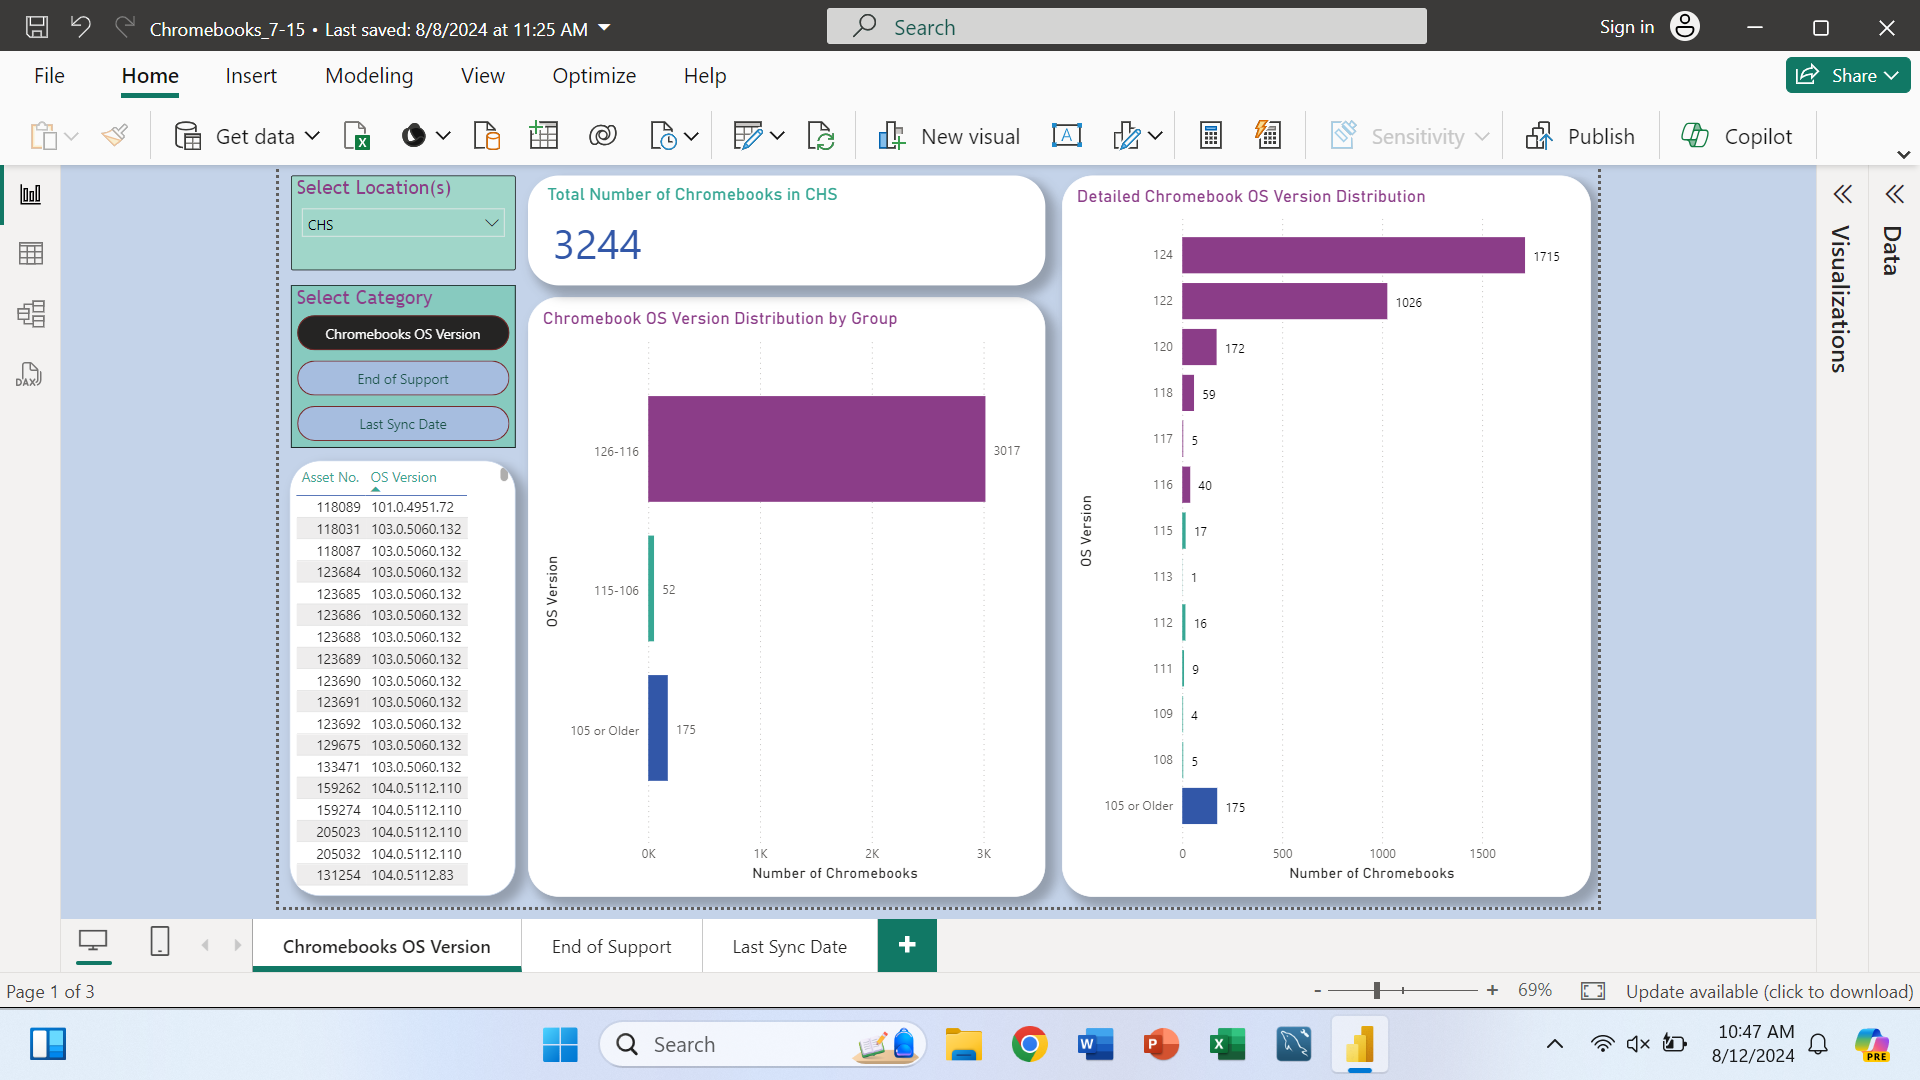 Chromebooks_7-15 • Last saved: 8/8/2024 at 11:25 AM
Search
Sign in
File
Home
Insert
Modeling
View
Optimize
Help
Share
Get data
New visual
Sensitivity
Publish
Copilot
Select Location(s)
CHS
Select Category
Chromebooks OS Version
End of Support
Last Sync Date
Asset No. OS Version
118089 101.0.4951.72
118031 103.0.5060.132
118087 103.0.5060.132
123684 103.0.5060.132
123685 103.0.5060.132
123686 103.0.5060.132
123688 103.0.5060.132
123689 103.0.5060.132
123690 103.0.5060.132
123691 103.0.5060.132
123692 103.0.5060.132
129675 103.0.5060.132
133471 103.0.5060.132
159262 104.0.5112.110
159274 104.0.5112.110
205023 104.0.5112.110
205032 104.0.5112.110
131254 104.0.5112.83
Total Number of Chromebooks in CHS
3244
Chromebook OS Version Distribution by Group
OS Version
126-116 3017
115-106 52
105 or Older 175
0K 1K 2K 3K
Number of Chromebooks
Detailed Chromebook OS Version Distribution
OS Version
124 1715
122 1026
120 172
118 59
117 5
116 40
115 17
113 1
112 16
111 9
109 4
108 5
105 or Older 175
0 500 1000 1500
Number of Chromebooks
Visualizations
Data
DAX
Chromebooks OS Version
End of Support
Last Sync Date
+
Page 1 of 3
- + 69%
Update available (click to download)
Search
W
P
X
10:47 AM
8/12/2024
PRE